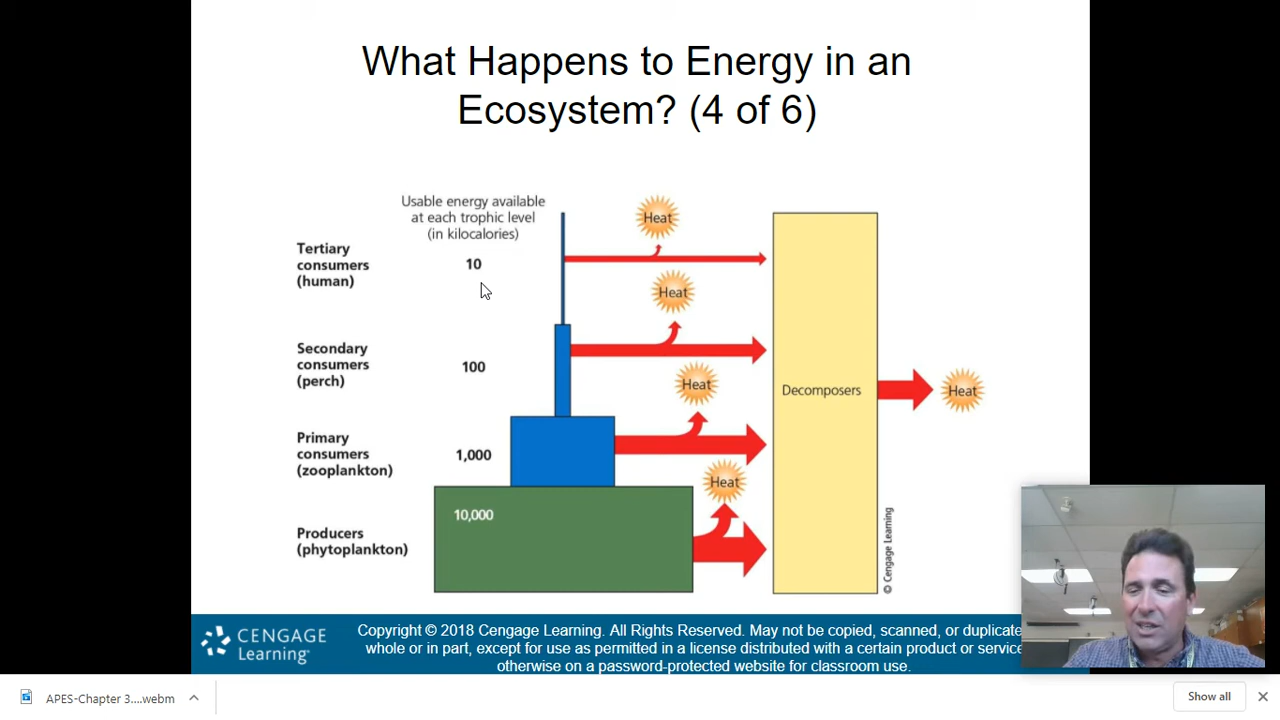 What Happens to Energy in an
Ecosystem? (4 of 6)
Usable energy available
at each trophic level
(in kilocalories)
Tertiary
consumers
(human)
10
Heat
Secondary
consumers
(perch)
100
Heat
Primary
consumers
(zooplankton)
1,000
Heat
Producers
(phytoplankton)
10,000
Heat
Decomposers
Heat
© Cengage Learning
CENGAGE
Learning™
Copyright © 2018 Cengage Learning. All Rights Reserved. May not be copied, scanned, or duplicate
whole or in part, except for use as permitted in a license distributed with a certain product or service
otherwise on a password-protected website for classroom use.
APES-Chapter 3....webm
Show all